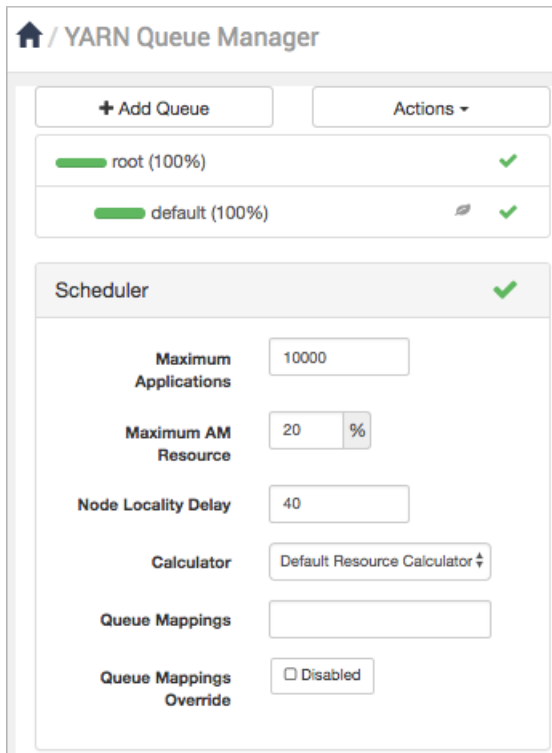 / YARN Queue Manager
+ Add Queue
Actions
root (100%)
default (100%)
Scheduler
Maximum Applications
10000
Maximum AM Resource
20 %
Node Locality Delay
40
Calculator
Default Resource Calculator
Queue Mappings
Queue Mappings Override
Disabled